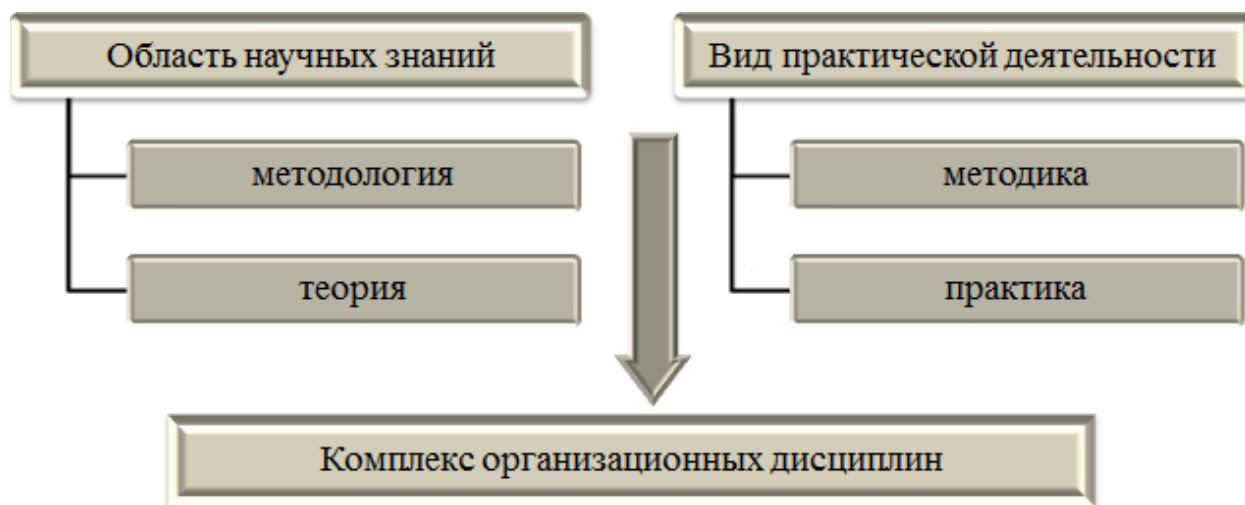 Область научных знаний
методология
теория
Вид практической деятельности
методика
практика
Комплекс организационных дисциплин